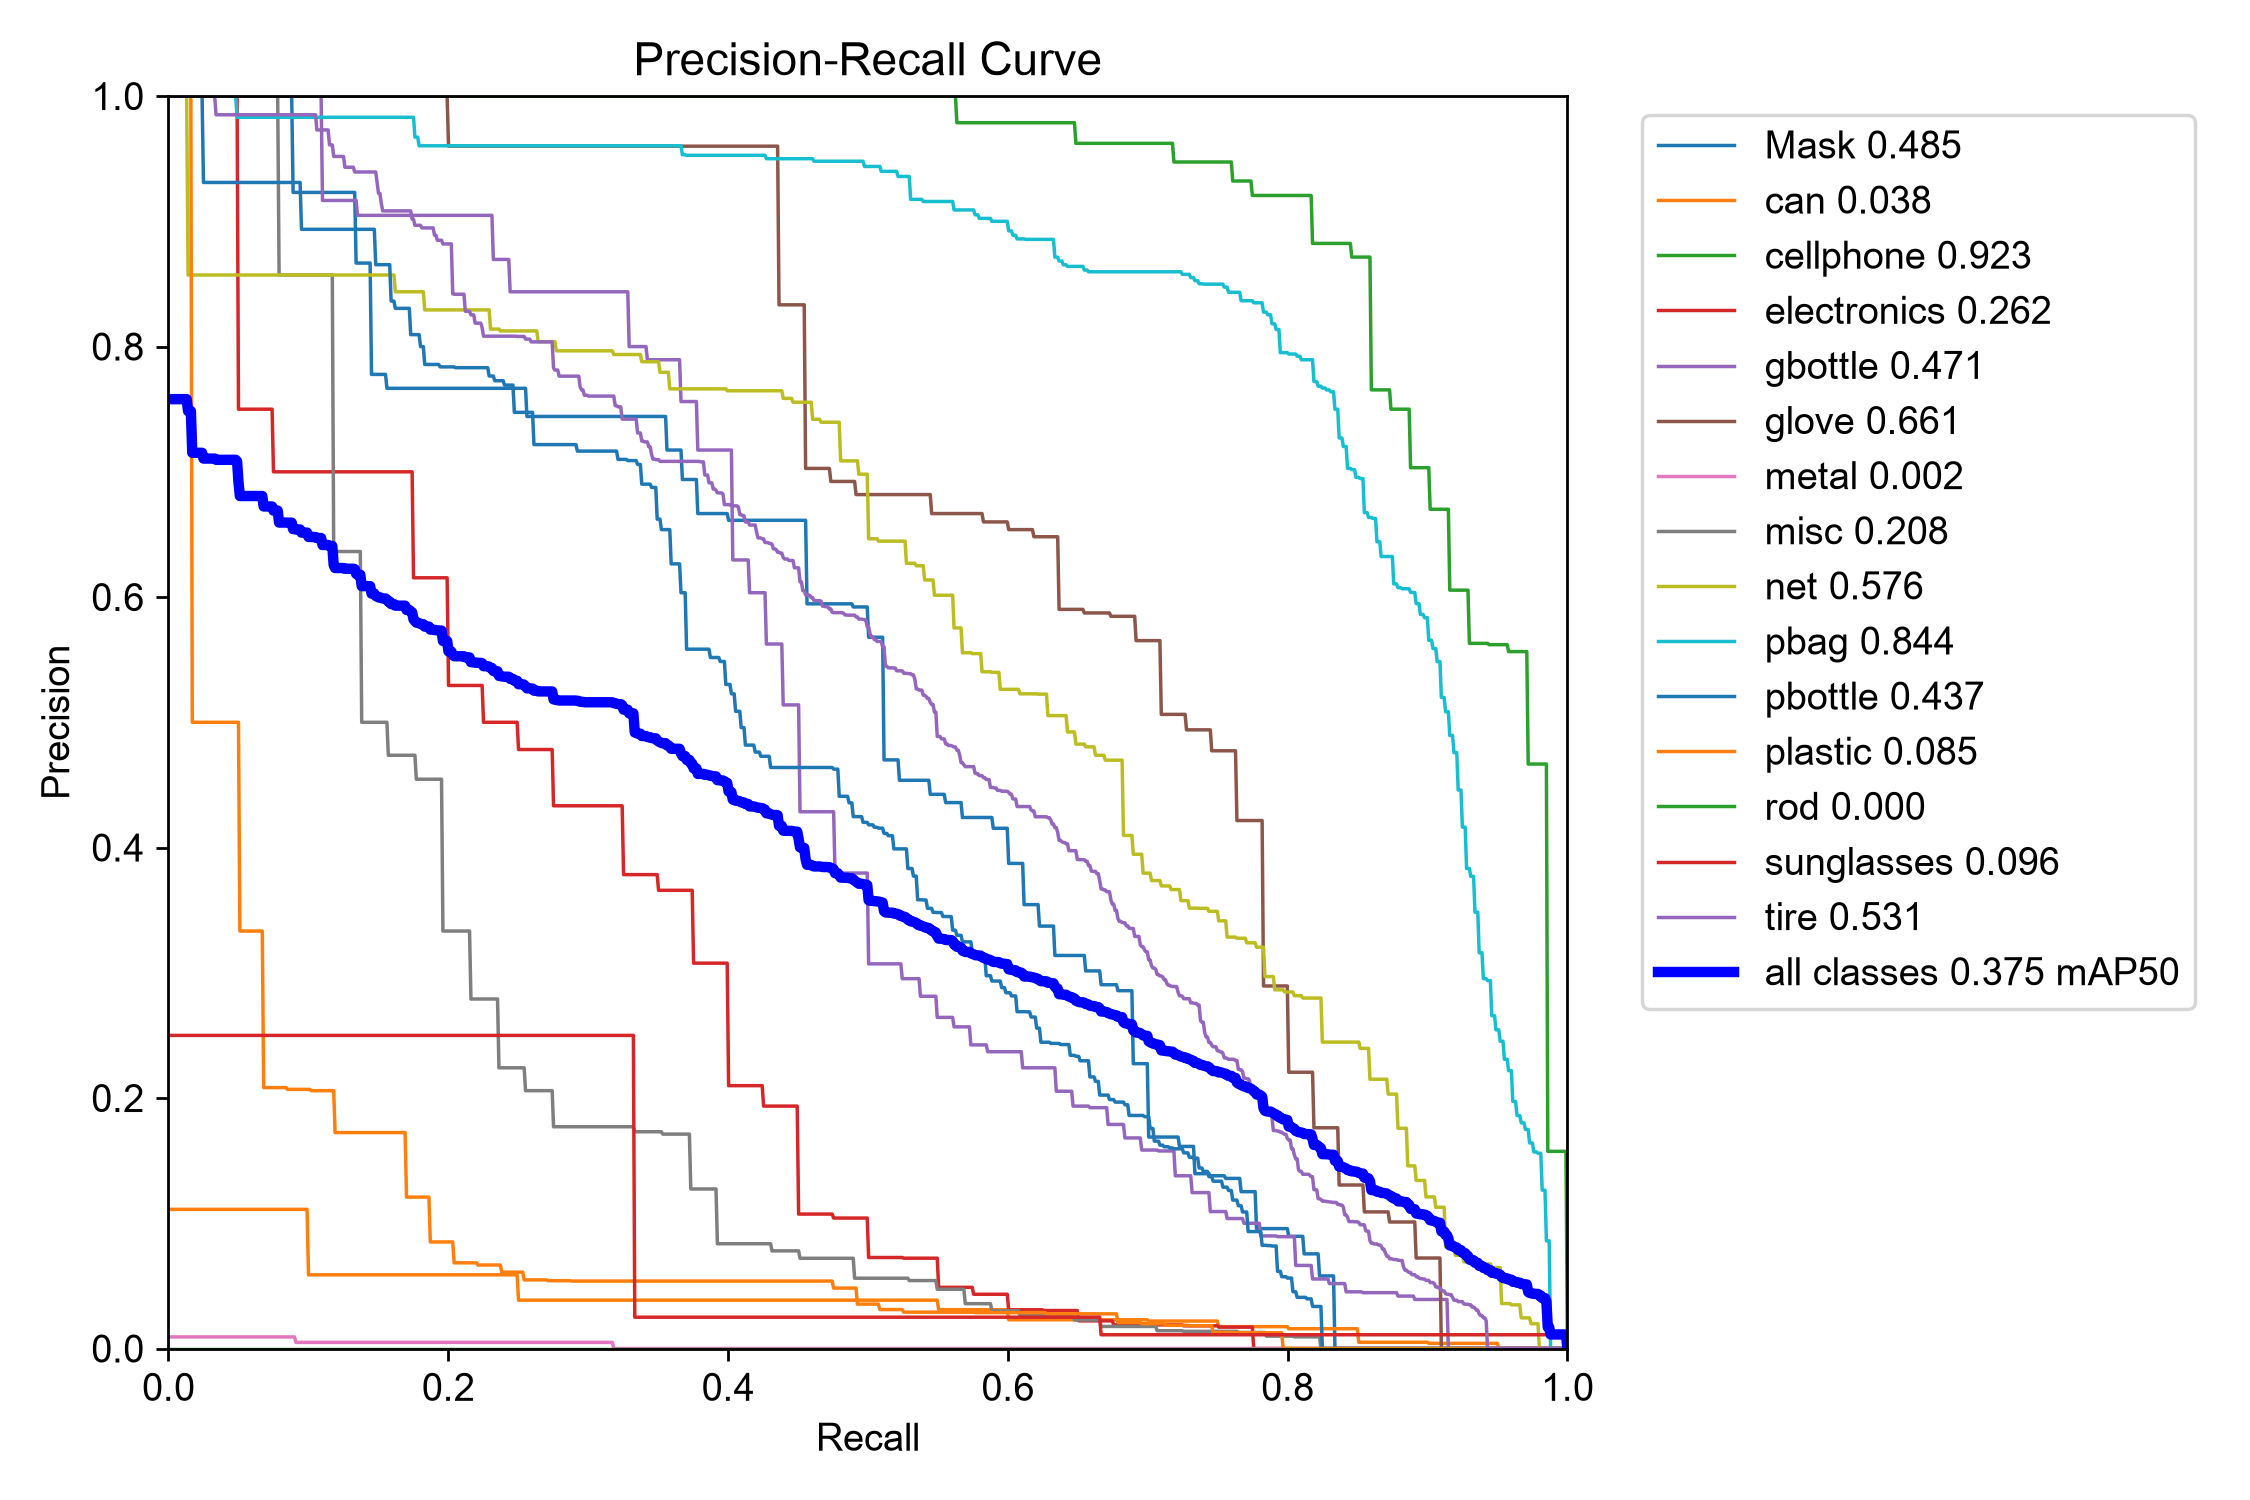 Precision-Recall Curve
1.0
0.8
0.6
0.4
0.2
0.0
Precision
0.0 0.2 0.4 0.6 0.8 1.0
Recall
Mask 0.485
can 0.038
cellphone 0.923
electronics 0.262
gbottle 0.471
glove 0.661
metal 0.002
misc 0.208
net 0.576
pbag 0.844
pbottle 0.437
plastic 0.085
rod 0.000
sunglasses 0.096
tire 0.531
all classes 0.375 mAP50